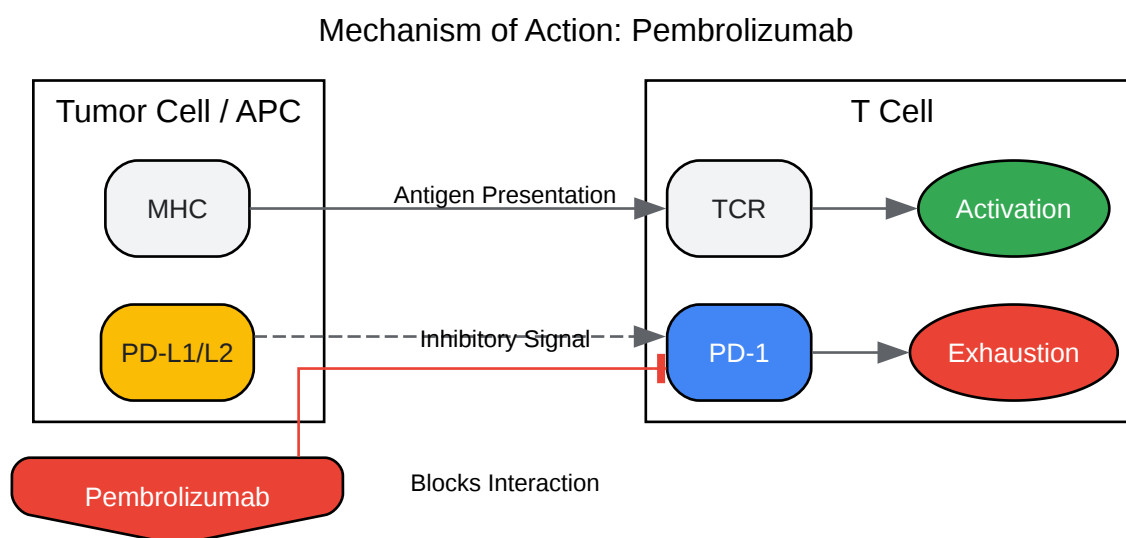 Mechanism of Action: Pembrolizumab
Tumor Cell / APC
T Cell
MHC
Antigen Presentation
TCR
Activation
PD-L1/L2
Inhibitory Signal
PD-1
Exhaustion
Pembrolizumab
Blocks Interaction